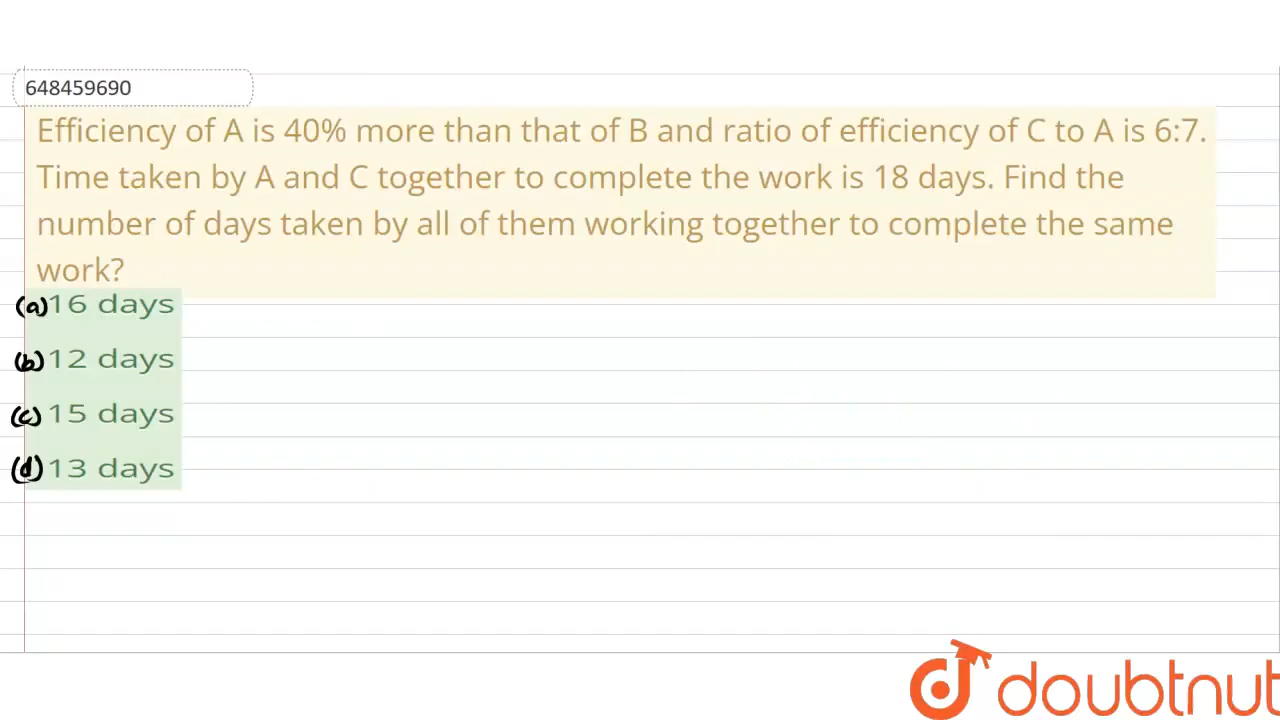 648459690
Efficiency of A is 40% more than that of B and ratio of efficiency of C to A is 6:7.
Time taken by A and C together to complete the work is 18 days. Find the
number of days taken by all of them working together to complete the same
work?
(a) 16 days
(b) 12 days
(c) 15 days
(d) 13 days
doubtnut